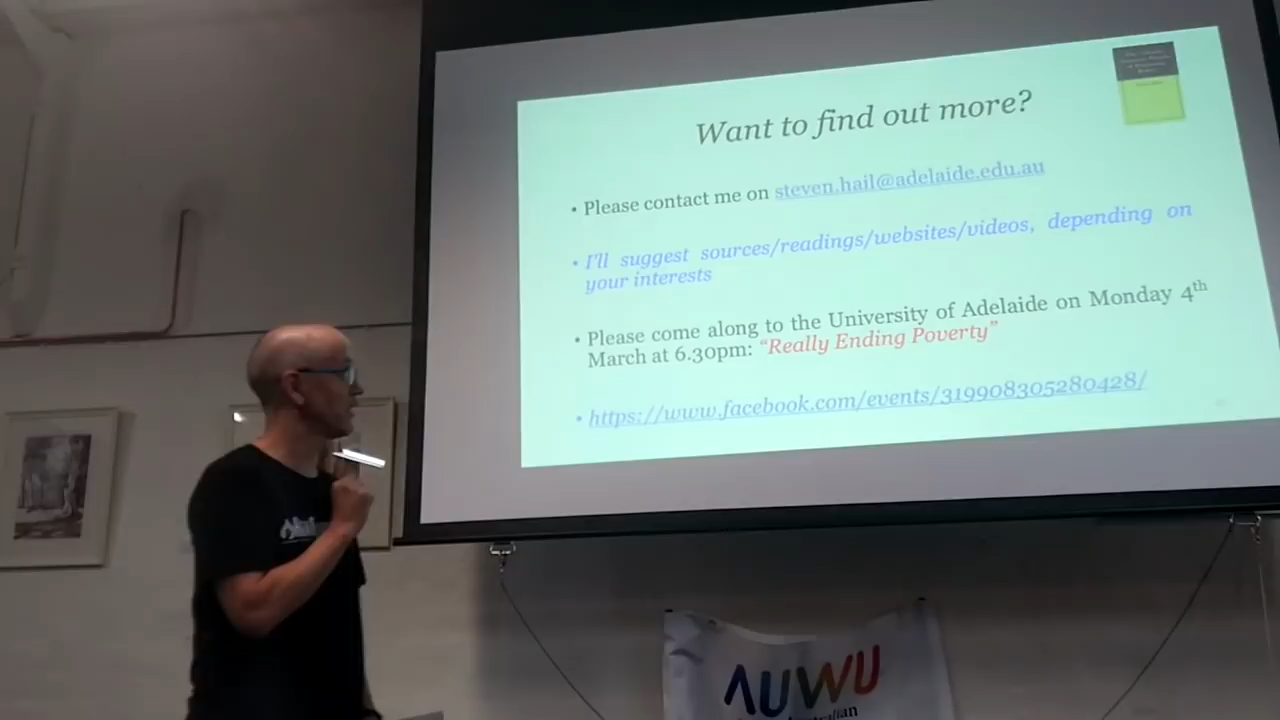 Want to find out more?
• Please contact me on steven.hail@adelaide.edu.au
• I'll suggest sources/readings/websites/videos, depending on
your interests
• Please come along to the University of Adelaide on Monday 4th
March at 6.30pm: “Really Ending Poverty”
• https://www.facebook.com/events/319908305280428/
AUWU